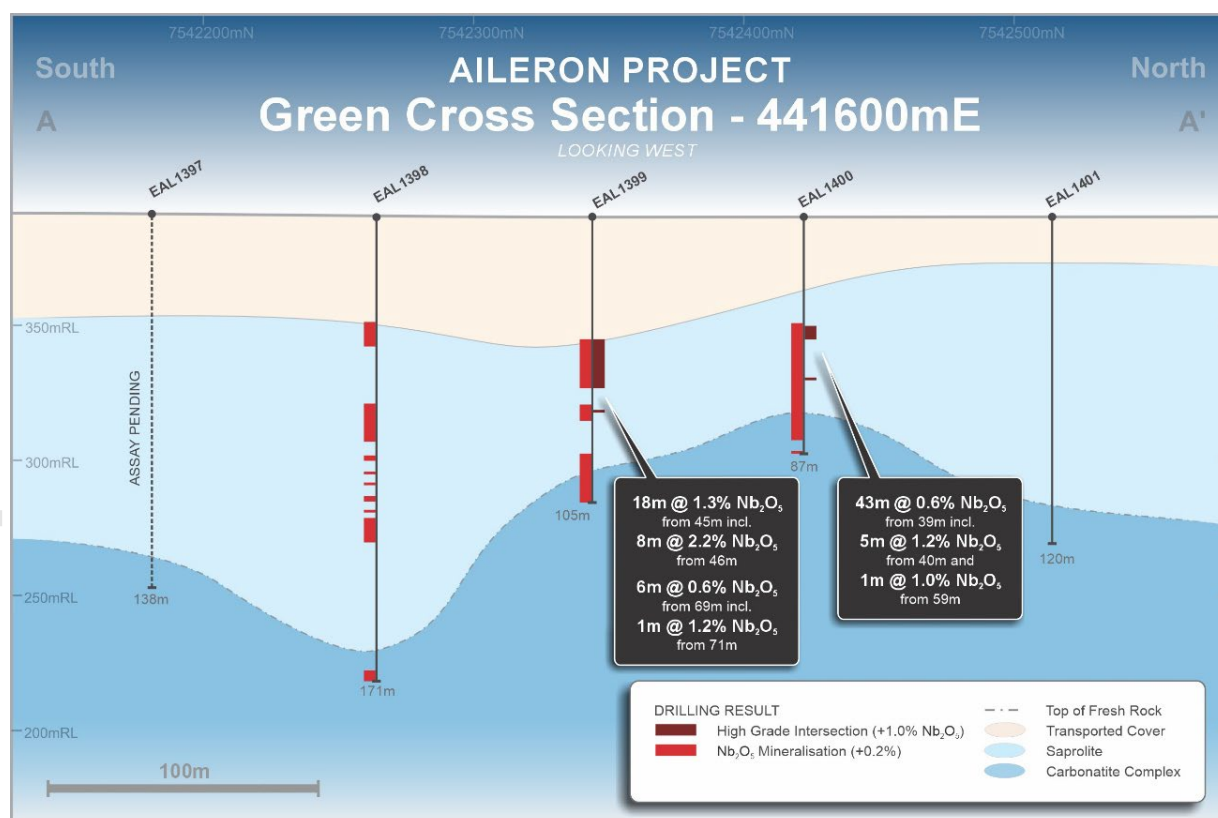 7542200mN 7542300mN 7542400mN 7542500mN
South North
AILERON PROJECT
A A'
Green Cross Section - 441600mE
LOOKING WEST
EAL1397 EAL1398 EAL1399 EAL1400 EAL1401
350mRL
300mRL
250mRL
200mRL
ASSAY PENDING
138m
171m
105m
87m
120m
18m @ 1.3% Nb₂O₅
from 45m incl.
8m @ 2.2% Nb₂O₅
from 46m
6m @ 0.6% Nb₂O₅
from 69m incl.
1m @ 1.2% Nb₂O₅
from 71m
43m @ 0.6% Nb₂O₅
from 39m incl.
5m @ 1.2% Nb₂O₅
from 40m and
1m @ 1.0% Nb₂O₅
from 59m
100m
DRILLING RESULT
High Grade Intersection (+1.0% Nb₂O₅)
Nb₂O₅ Mineralisation (+0.2%)
Top of Fresh Rock
Transported Cover
Saprolite
Carbonatite Complex